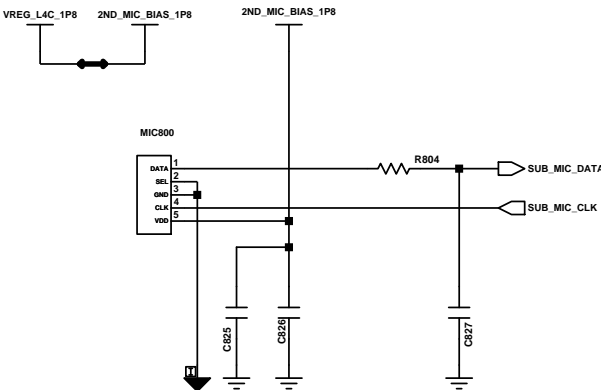 VREG_L4C_1P8 2ND_MIC_BIAS_1P8 2ND_MIC_BIAS_1P8
MIC800
DATA 1
SEL 2
GND 3
CLK 4
VDD 5
R804
SUB_MIC_DATA
SUB_MIC_CLK
C825
C826
C827
I